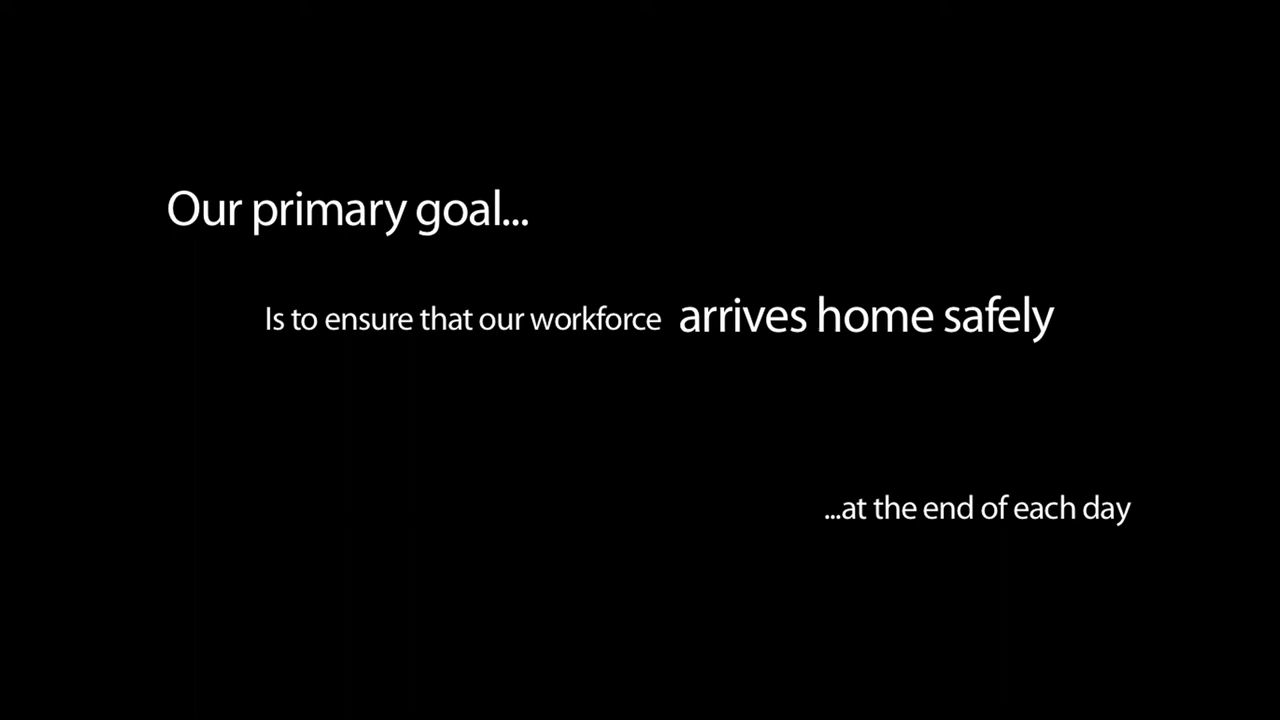 Our primary goal...
Is to ensure that our workforce arrives home safely
...at the end of each day